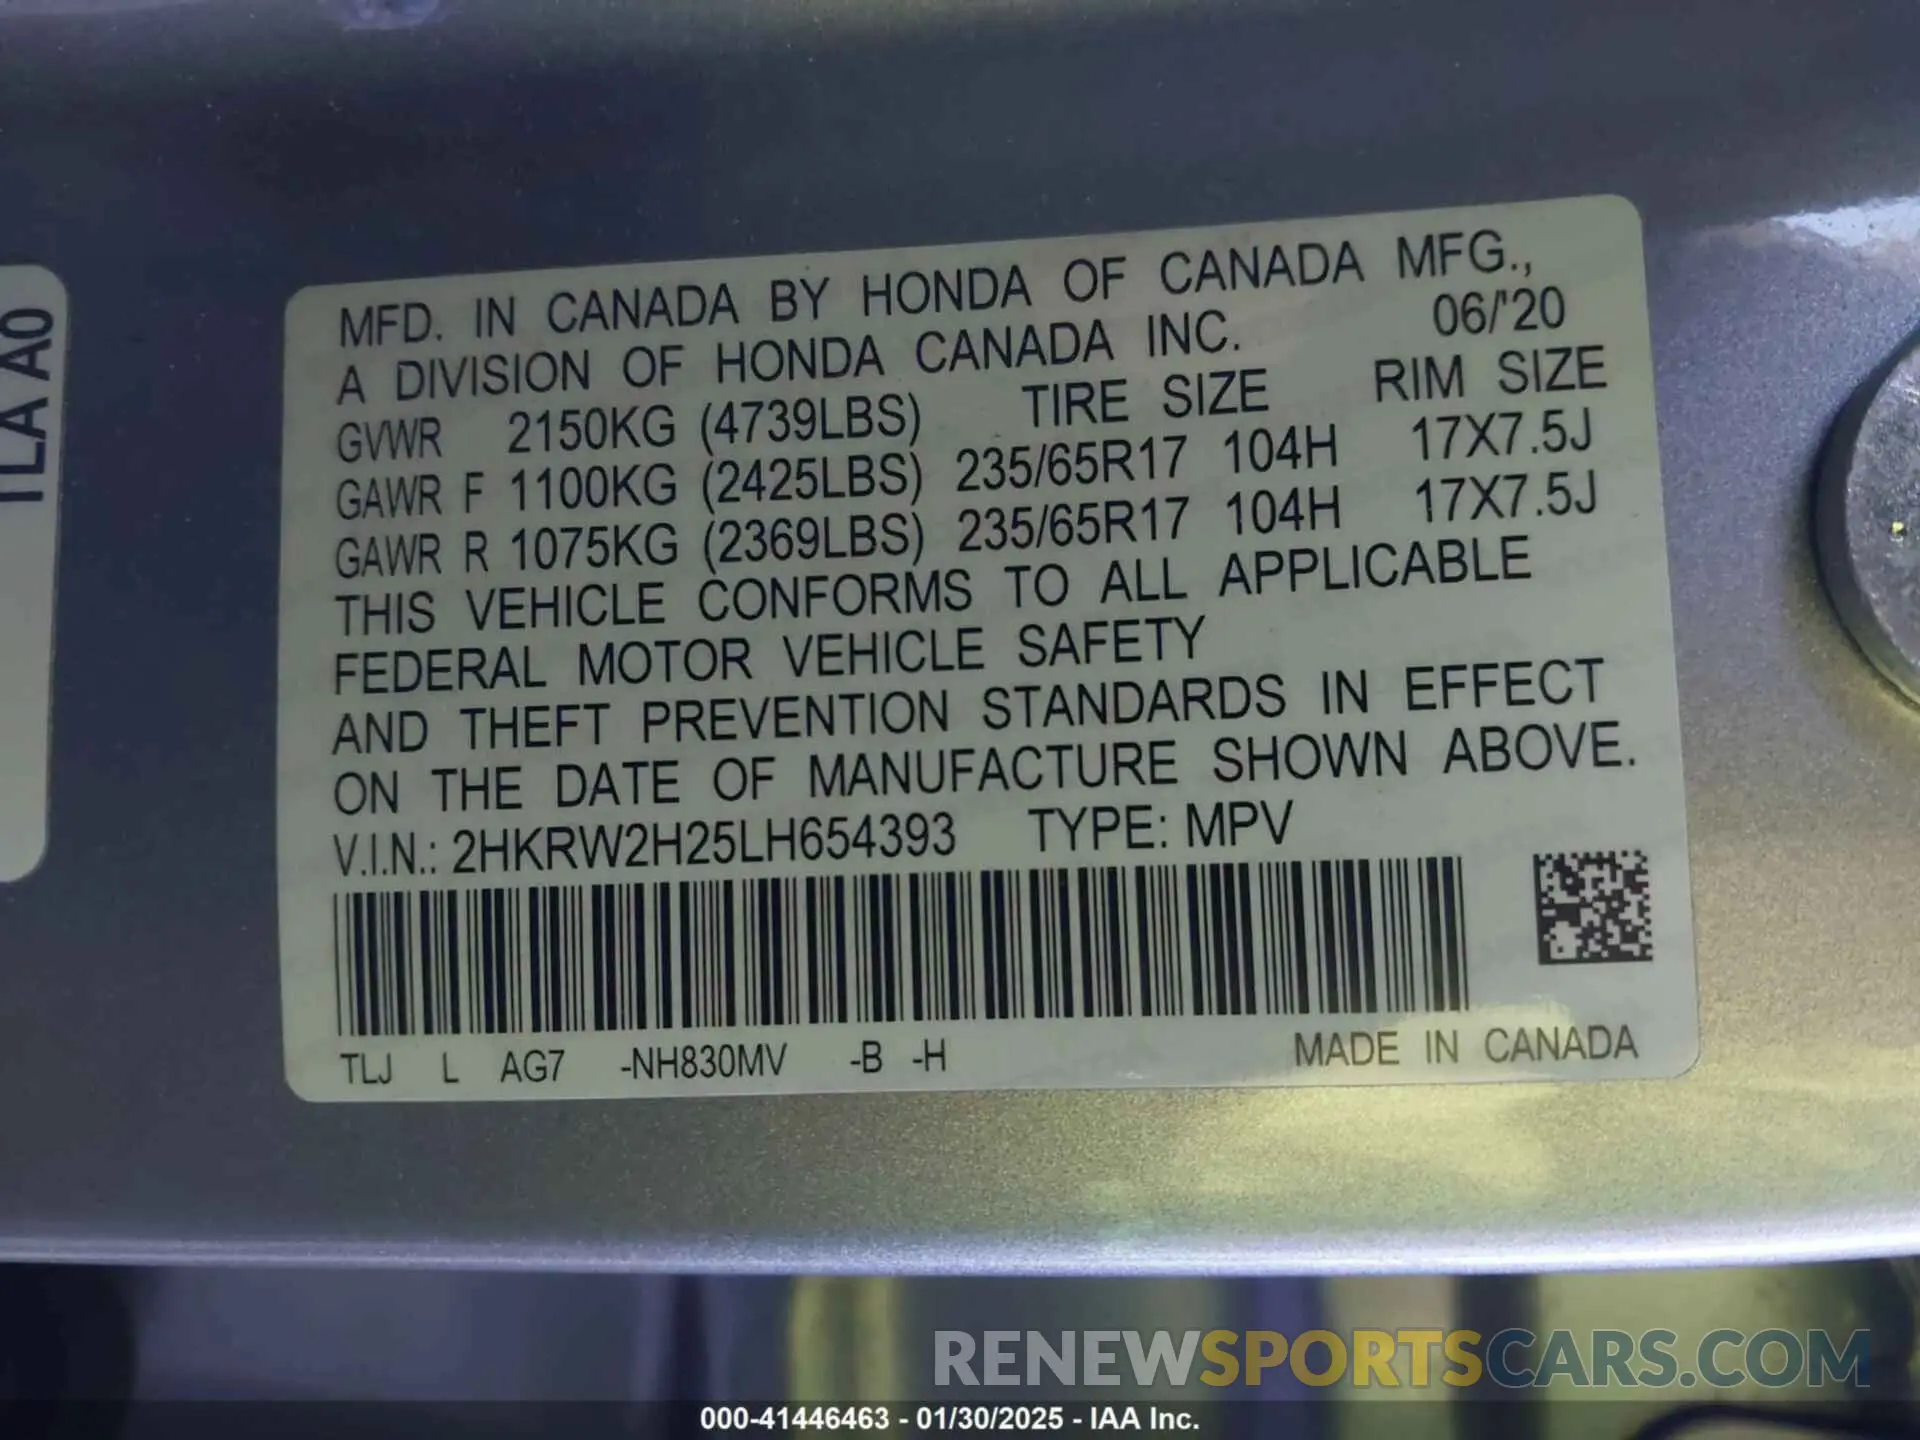 TLA A0
MFD. IN CANADA BY HONDA OF CANADA MFG.,
A DIVISION OF HONDA CANADA INC. 06/'20
GVWR 2150KG (4739LBS) TIRE SIZE RIM SIZE
GAWR F 1100KG (2425LBS) 235/65R17 104H 17X7.5J
GAWR R 1075KG (2369LBS) 235/65R17 104H 17X7.5J
THIS VEHICLE CONFORMS TO ALL APPLICABLE
FEDERAL MOTOR VEHICLE SAFETY
AND THEFT PREVENTION STANDARDS IN EFFECT
ON THE DATE OF MANUFACTURE SHOWN ABOVE.
V.I.N.: 2HKRW2H25LH654393 TYPE: MPV
TLJ L AG7 -NH830MV -B -H MADE IN CANADA
RENEWSPORTSCARS.COM
000-41446463 - 01/30/2025 - IAA Inc.